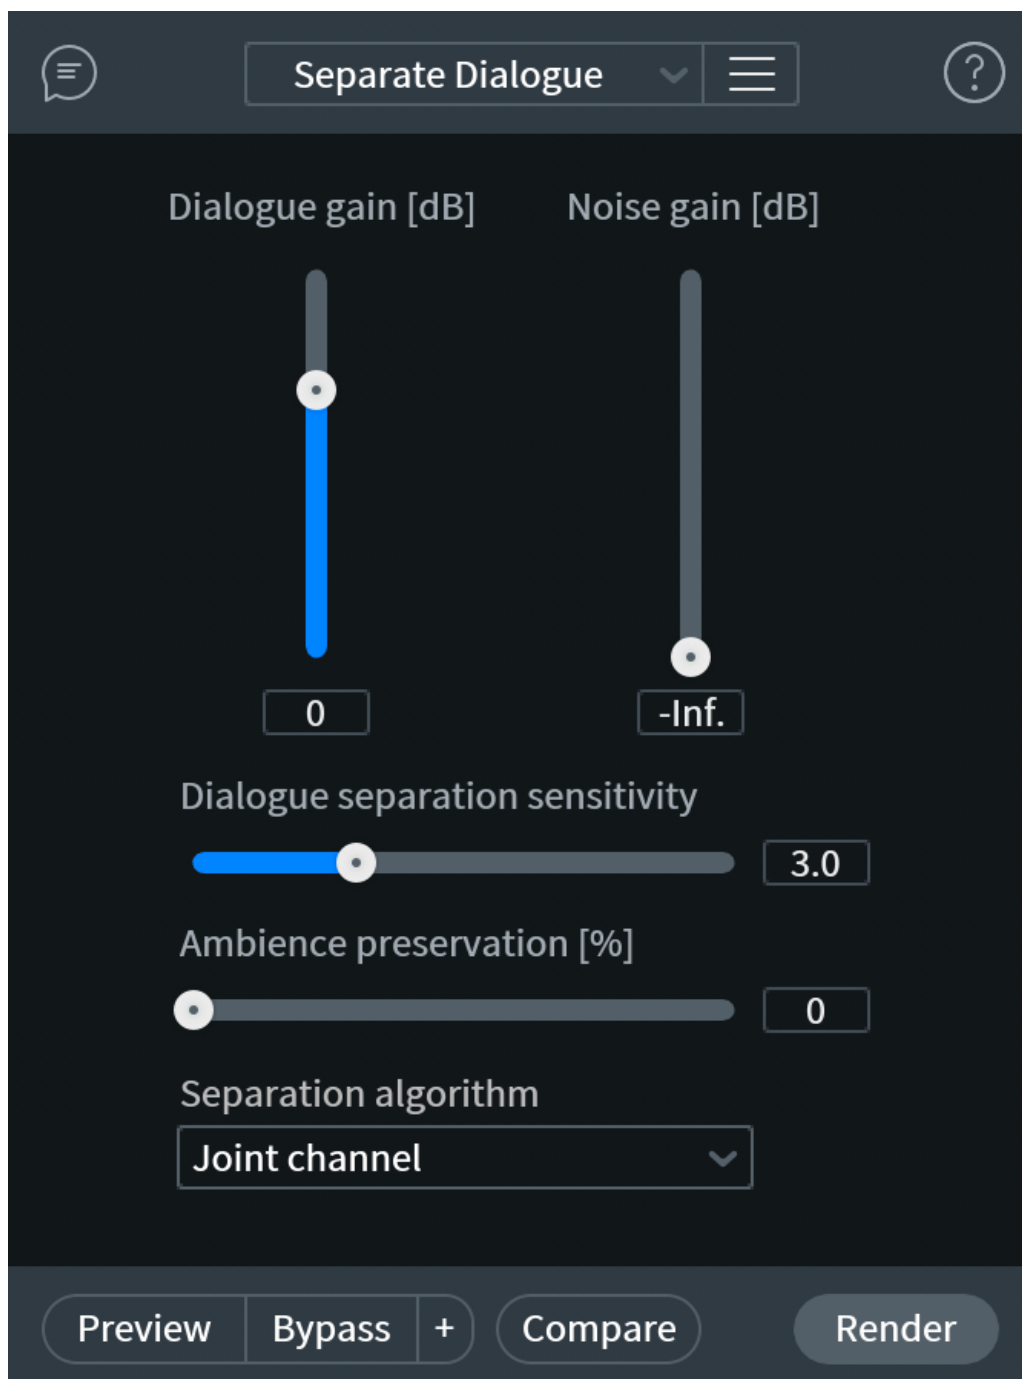 Separate Dialogue
?
Dialogue gain [dB] Noise gain [dB]
0 -Inf.
Dialogue separation sensitivity
3.0
Ambience preservation [%]
0
Separation algorithm
Joint channel
Preview Bypass + Compare Render